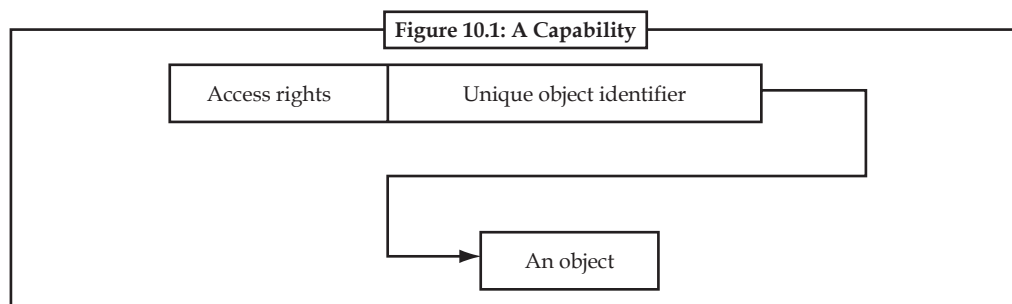 Figure 10.1: A Capability
Access rights
Unique object identifier
An object